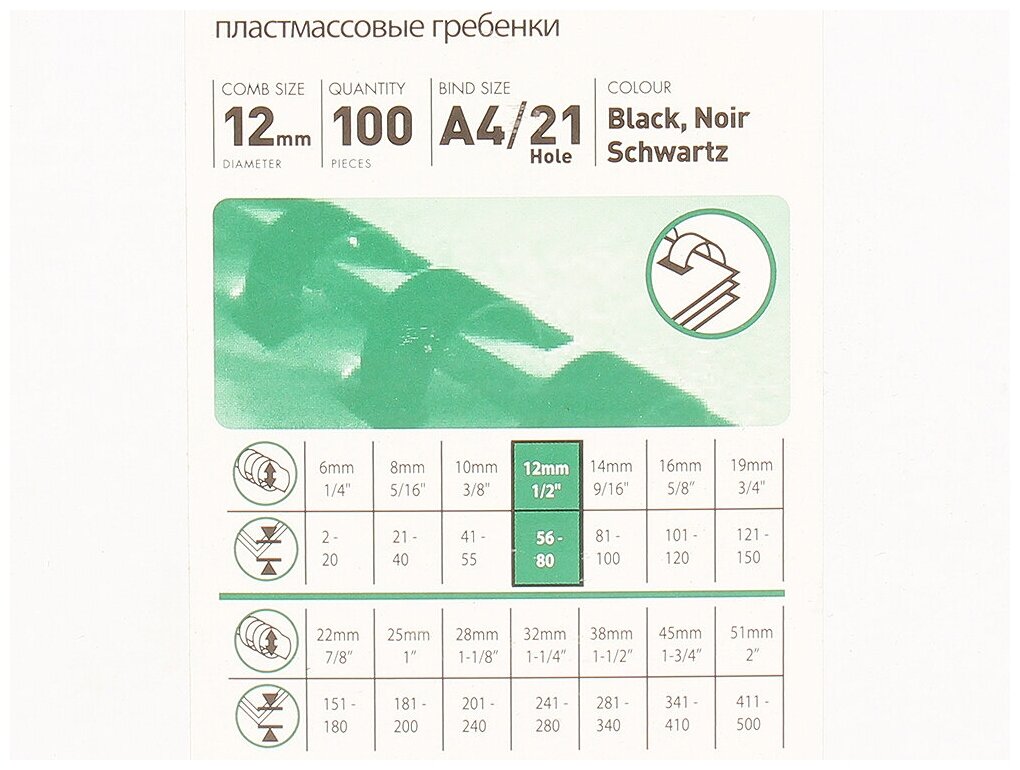 пластмассовые гребенки
COMB SIZE QUANTITY BIND SIZE COLOUR
12mm 100 A4/21 Hole Black, Noir
Schwartz
DIAMETER PIECES
6mm 8mm 10mm 12mm 14mm 16mm 19mm
1/4" 5/16" 3/8" 1/2" 9/16" 5/8" 3/4"
2 - 21 - 41 - 56 - 81 - 101 - 121 -
20 40 55 80 100 120 150
22mm 25mm 28mm 32mm 38mm 45mm 51mm
7/8" 1" 1-1/8" 1-1/4" 1-1/2" 1-3/4" 2"
151 - 181 - 201 - 241 - 281 - 341 - 411 -
180 200 240 280 340 410 500